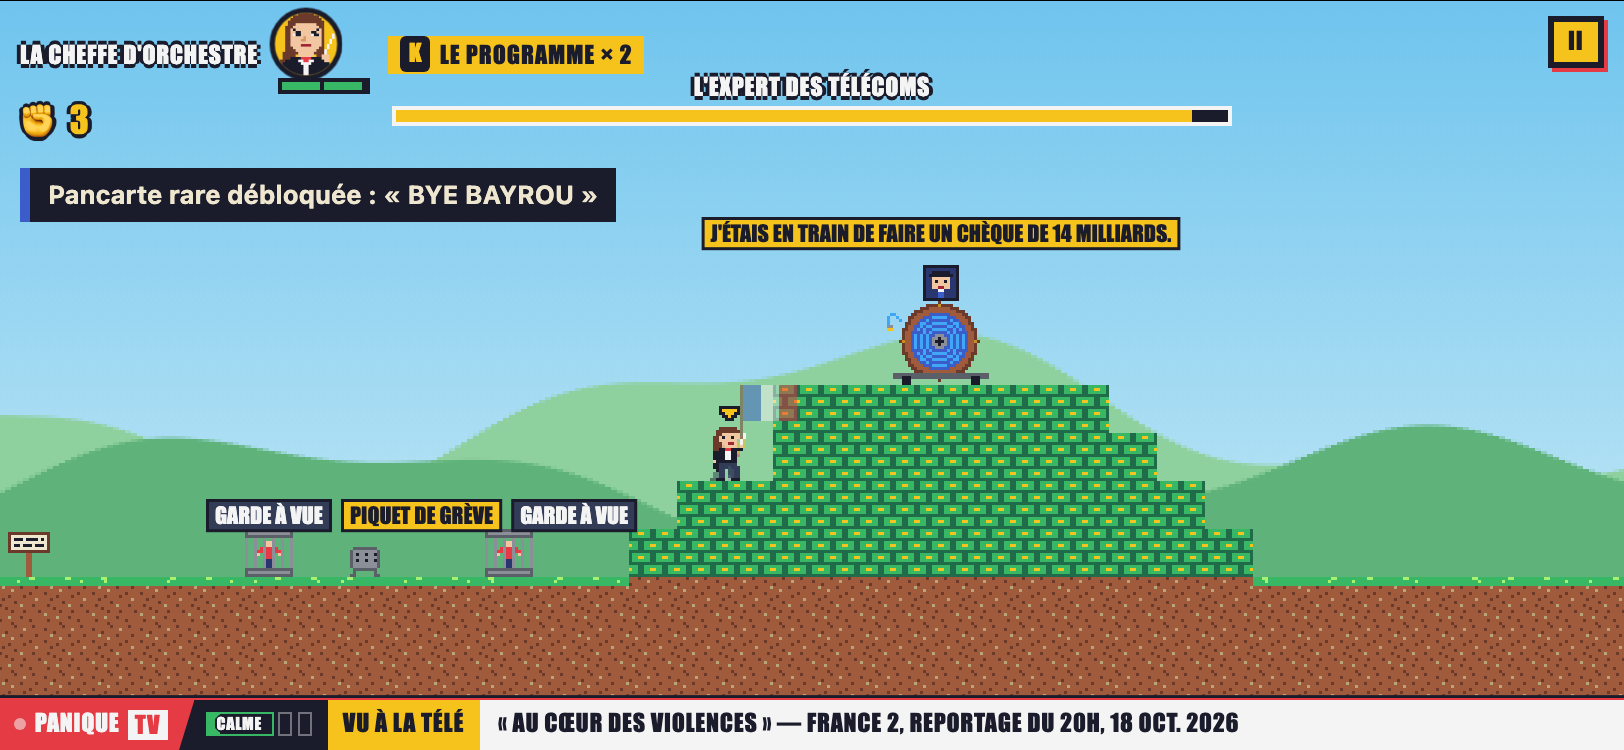 LA CHEFFE D'ORCHESTRE
K LE PROGRAMME × 2
L'EXPERT DES TÉLÉCOMS
3
Pancarte rare débloquée : « BYE BAYROU »
J'ÉTAIS EN TRAIN DE FAIRE UN CHÈQUE DE 14 MILLIARDS.
GARDE À VUE
PIQUET DE GRÈVE
GARDE À VUE
PANIQUE TV
CALME
VU À LA TÉLÉ
« AU CŒUR DES VIOLENCES » — FRANCE 2, REPORTAGE DU 20H, 18 OCT. 2026